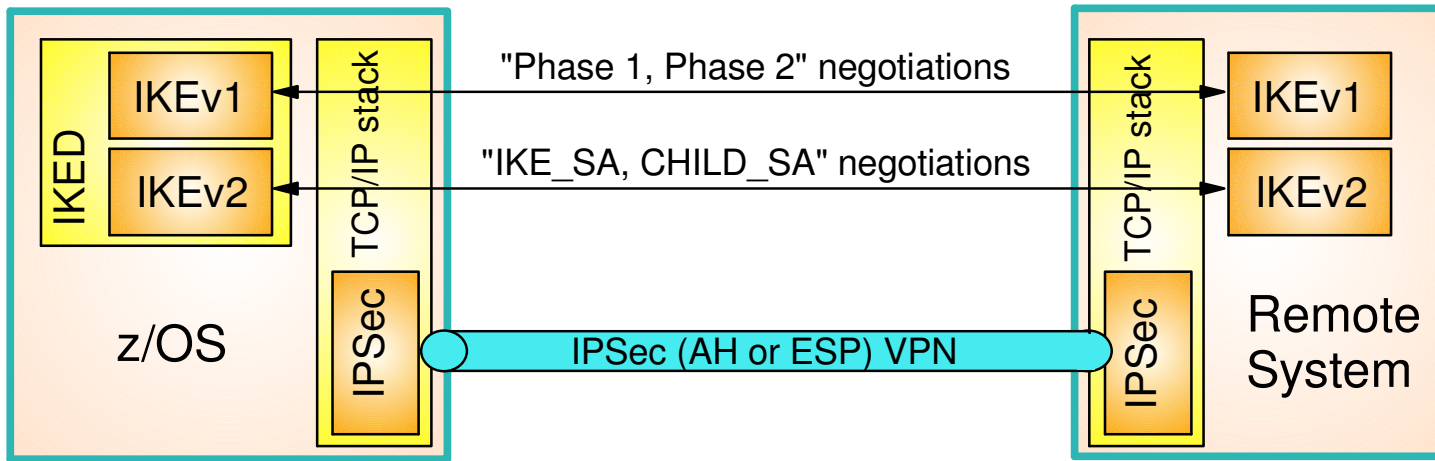 IKED
IKEv1
IKEv2
TCP/IP stack
IPSec
z/OS
"Phase 1, Phase 2" negotiations
"IKE_SA, CHILD_SA" negotiations
IPSec (AH or ESP) VPN
TCP/IP stack
IPSec
IKEv1
IKEv2
Remote
System